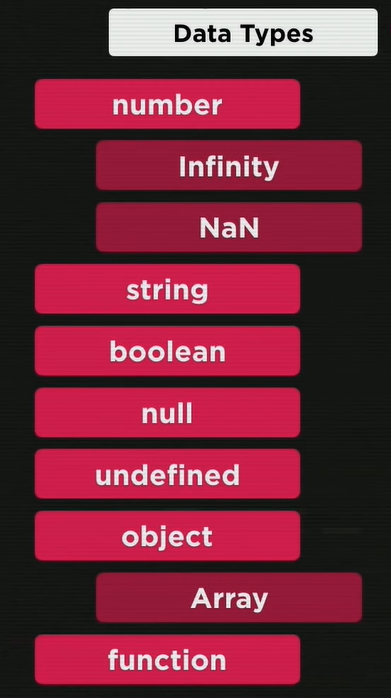 Data Types
number
Infinity
NaN
string
boolean
null
undefined
object
Array
function